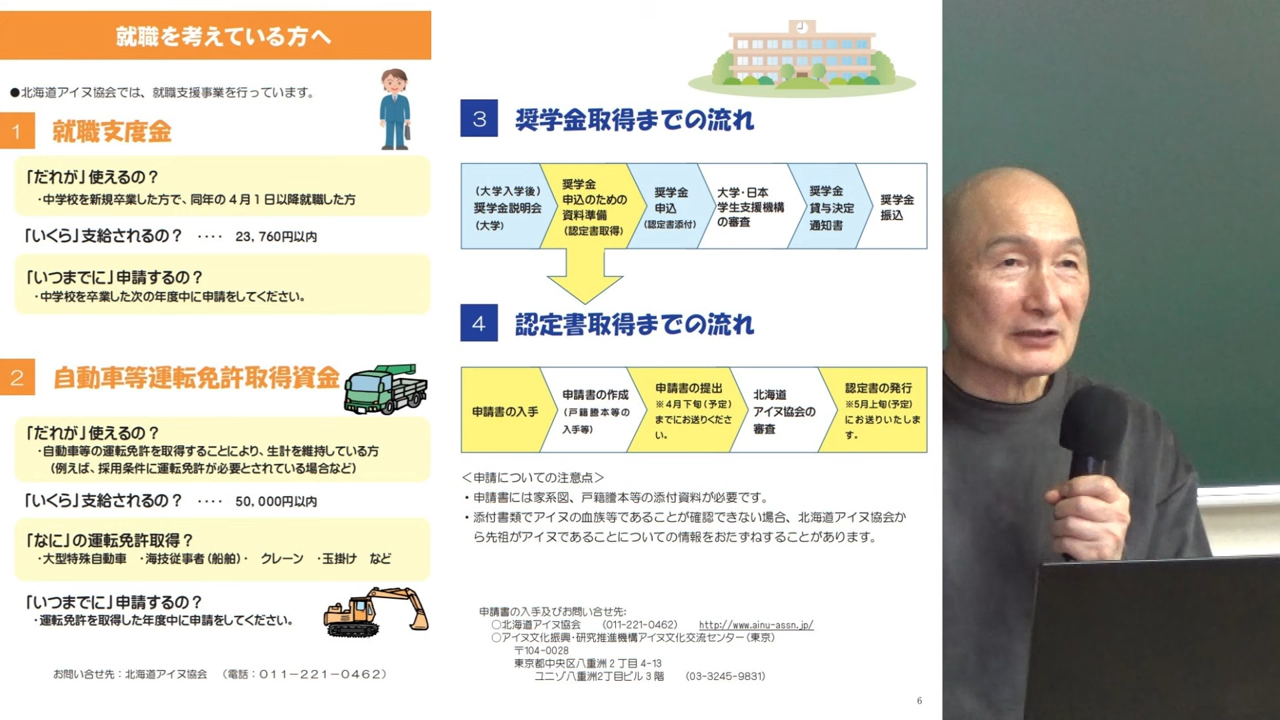 就職を考えている方へ
●北海道アイヌ協会では、就職支援事業を行っています。
1 就職支度金
「だれが」使えるの？
・中学校を新規卒業した方で、同年の４月１日以降就職した方
「いくら」支給されるの？ ‥‥ 23,760円以内
「いつまでに」申請するの？
・中学校を卒業した次の年度中に申請をしてください。
2 自動車等運転免許取得資金
「だれが」使えるの？
・自動車等の運転免許を取得することにより、生計を維持している方
（例えば、採用条件に運転免許が必要とされている場合など）
「いくら」支給されるの？ ‥‥ 50,000円以内
「なに」の運転免許取得？
・大型特殊自動車 ・海技従事者（船舶）・ クレーン ・玉掛け など
「いつまでに」申請するの？
・運転免許を取得した年度中に申請をしてください。
お問い合せ先：北海道アイヌ協会 （電話：０１１－２２１－０４６２）
3 奨学金取得までの流れ
（大学入学後）
奨学金説明会
（大学）
奨学金
申込のための
資料準備
（認定書取得）
奨学金
申込
（認定書添付）
大学・日本
学生支援機構
の審査
奨学金
貸与決定
通知書
奨学金
振込
4 認定書取得までの流れ
申請書の入手
申請書の作成
（戸籍謄本等の
入手等）
申請書の提出
※４月下旬（予定）
までにお送りくださ
い。
北海道
アイヌ協会の
審査
認定書の発行
※５月上旬（予定）
にお送りいたしま
す。
＜申請についての注意点＞
・申請書には家系図、戸籍謄本等の添付資料が必要です。
・添付書類でアイヌの血族等であることが確認できない場合、北海道アイヌ協会か
ら先祖がアイヌであることについての情報をおたずねすることがあります。
申請書の入手及びお問い合せ先：
○北海道アイヌ協会 （011-221-0462） http://www.ainu-assn.jp/
○アイヌ文化振興・研究推進機構アイヌ文化交流センター（東京）
〒104-0028
東京都中央区八重洲２丁目4-13
ユニゾ八重洲2丁目ビル３階 （03-3245-9831）
6